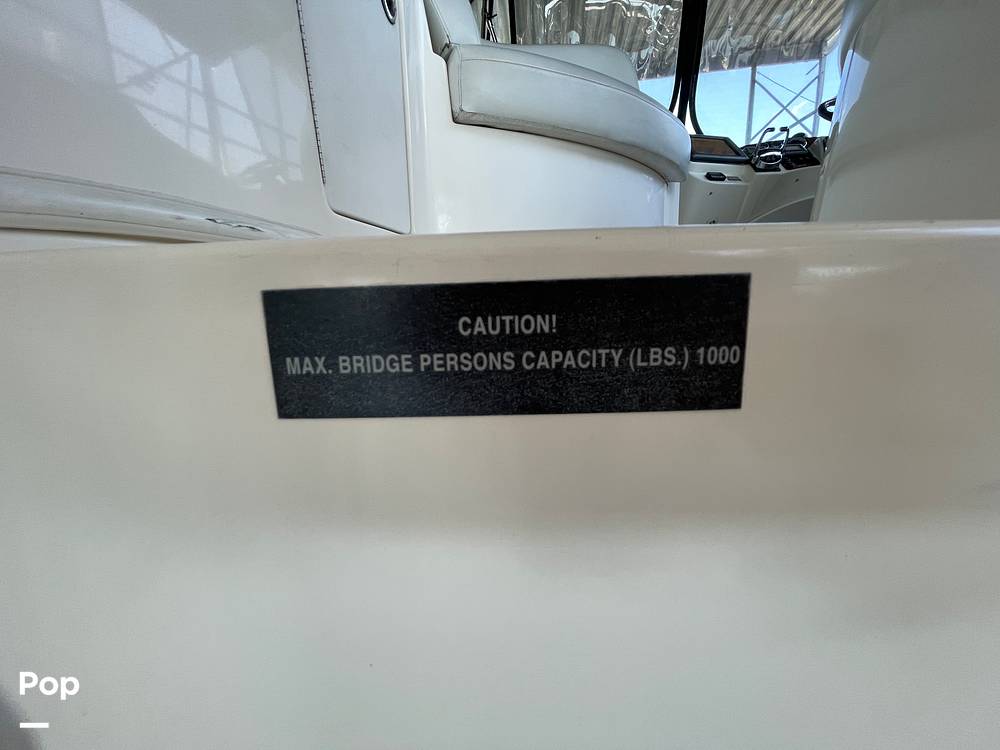 CAUTION!
MAX. BRIDGE PERSONS CAPACITY (LBS.) 1000
Pop